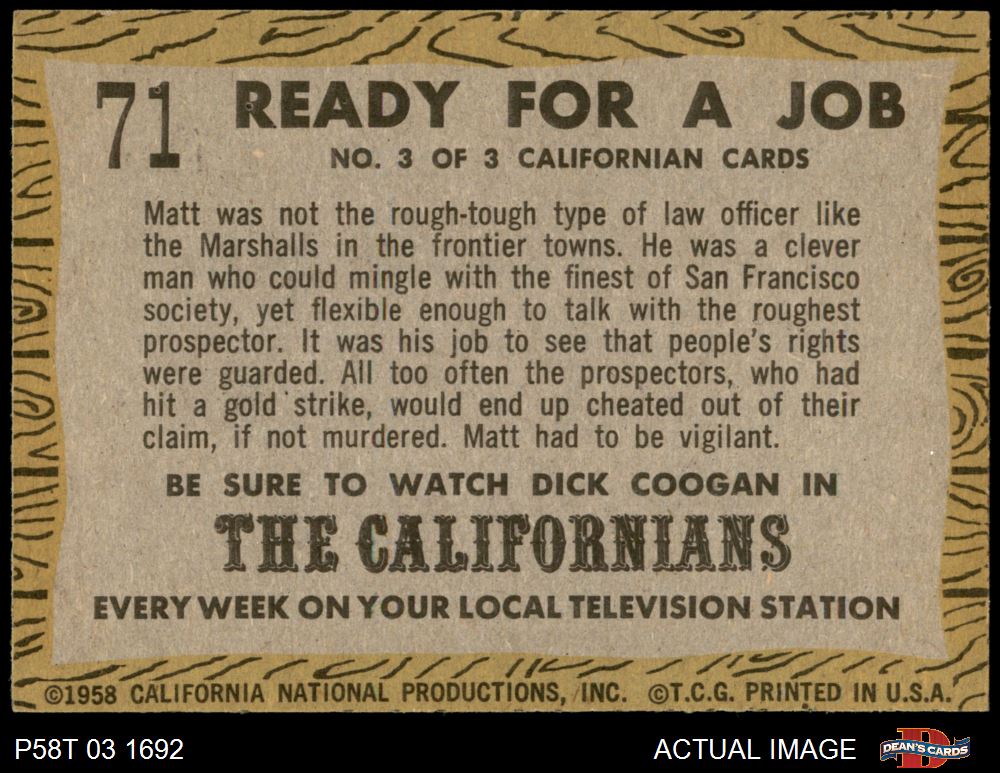 71
READY FOR A JOB
NO. 3 OF 3 CALIFORNIAN CARDS
Matt was not the rough-tough type of law officer like
the Marshalls in the frontier towns. He was a clever
man who could mingle with the finest of San Francisco
society, yet flexible enough to talk with the roughest
prospector. It was his job to see that people's rights
were guarded. All too often the prospectors, who had
hit a gold strike, would end up cheated out of their
claim, if not murdered. Matt had to be vigilant.
BE SURE TO WATCH DICK COOGAN IN
THE CALIFORNIANS
EVERY WEEK ON YOUR LOCAL TELEVISION STATION
©1958 CALIFORNIA NATIONAL PRODUCTIONS, INC. ©T.C.G. PRINTED IN U.S.A.
P58T 03 1692
ACTUAL IMAGE
B
DEAN'S CARDS